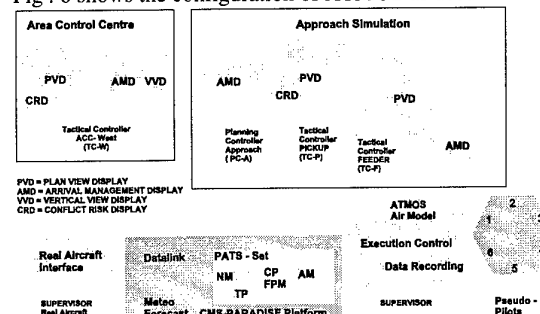 Fig 76 shows the configuration of
Area Control Centre
Approach Simulation
PVD
AMD VVD
CRD
AMD
PVD
CRD
PVD
AMD
Tactical Controller
ACC- West
(TC-W)
Planning
Controller
Approach
( PC-A)
Tactical
Controller
PICKUP
(TC-P)
Tactical
Controller
FEEDER
(TC-F)
PVD = PLAN VIEW DISPLAY
AMD = ARRIVAL MANAGEMENT DISPLAY
VVD = VERTICAL VIEW DISPLAY
CRD = CONFLICT RISK DISPLAY
ATMOS
Air Model
1
2
3
6
5
Execution Control
Data Recording
Real Aircraft
Interface
Datalink
PATS - Set
NM
CP
FPM
AM
TP
SUPERVISOR
Real Aircraft
Meteo
Forecast
CMS-PARADISE Platform
SUPERVISOR
Pseudo -
Pilots